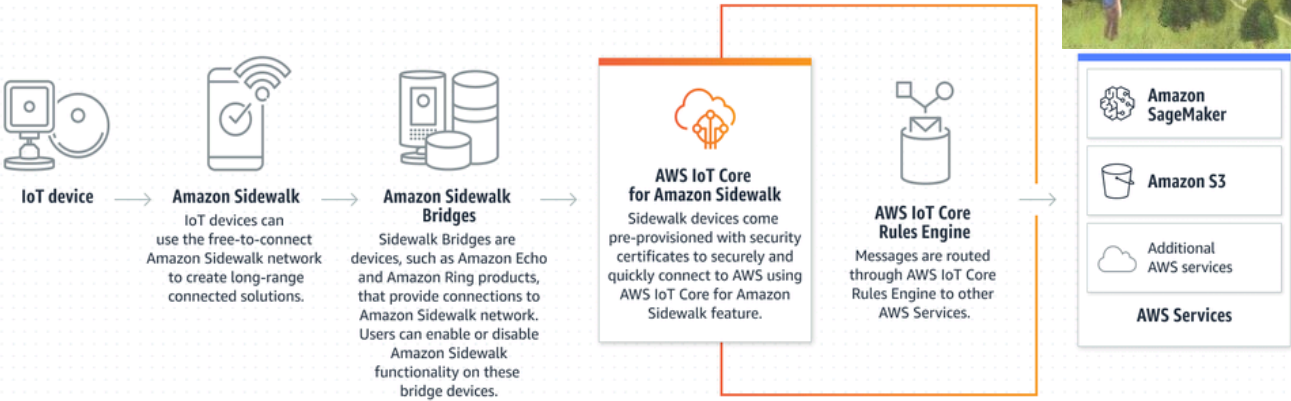 IoT device
Amazon Sidewalk
IoT devices can
use the free-to-connect
Amazon Sidewalk network
to create long-range
connected solutions.
Amazon Sidewalk
Bridges
Sidewalk Bridges are
devices, such as Amazon Echo
and Amazon Ring products,
that provide connections to
Amazon Sidewalk network.
Users can enable or disable
Amazon Sidewalk
functionality on these
bridge devices.
AWS IoT Core
for Amazon Sidewalk
Sidewalk devices come
pre-provisioned with security
certificates to securely and
quickly connect to AWS using
AWS IoT Core for Amazon
Sidewalk feature.
AWS IoT Core
Rules Engine
Messages are routed
through AWS IoT Core
Rules Engine to other
AWS Services.
Amazon
SageMaker
Amazon S3
Additional
AWS services
AWS Services